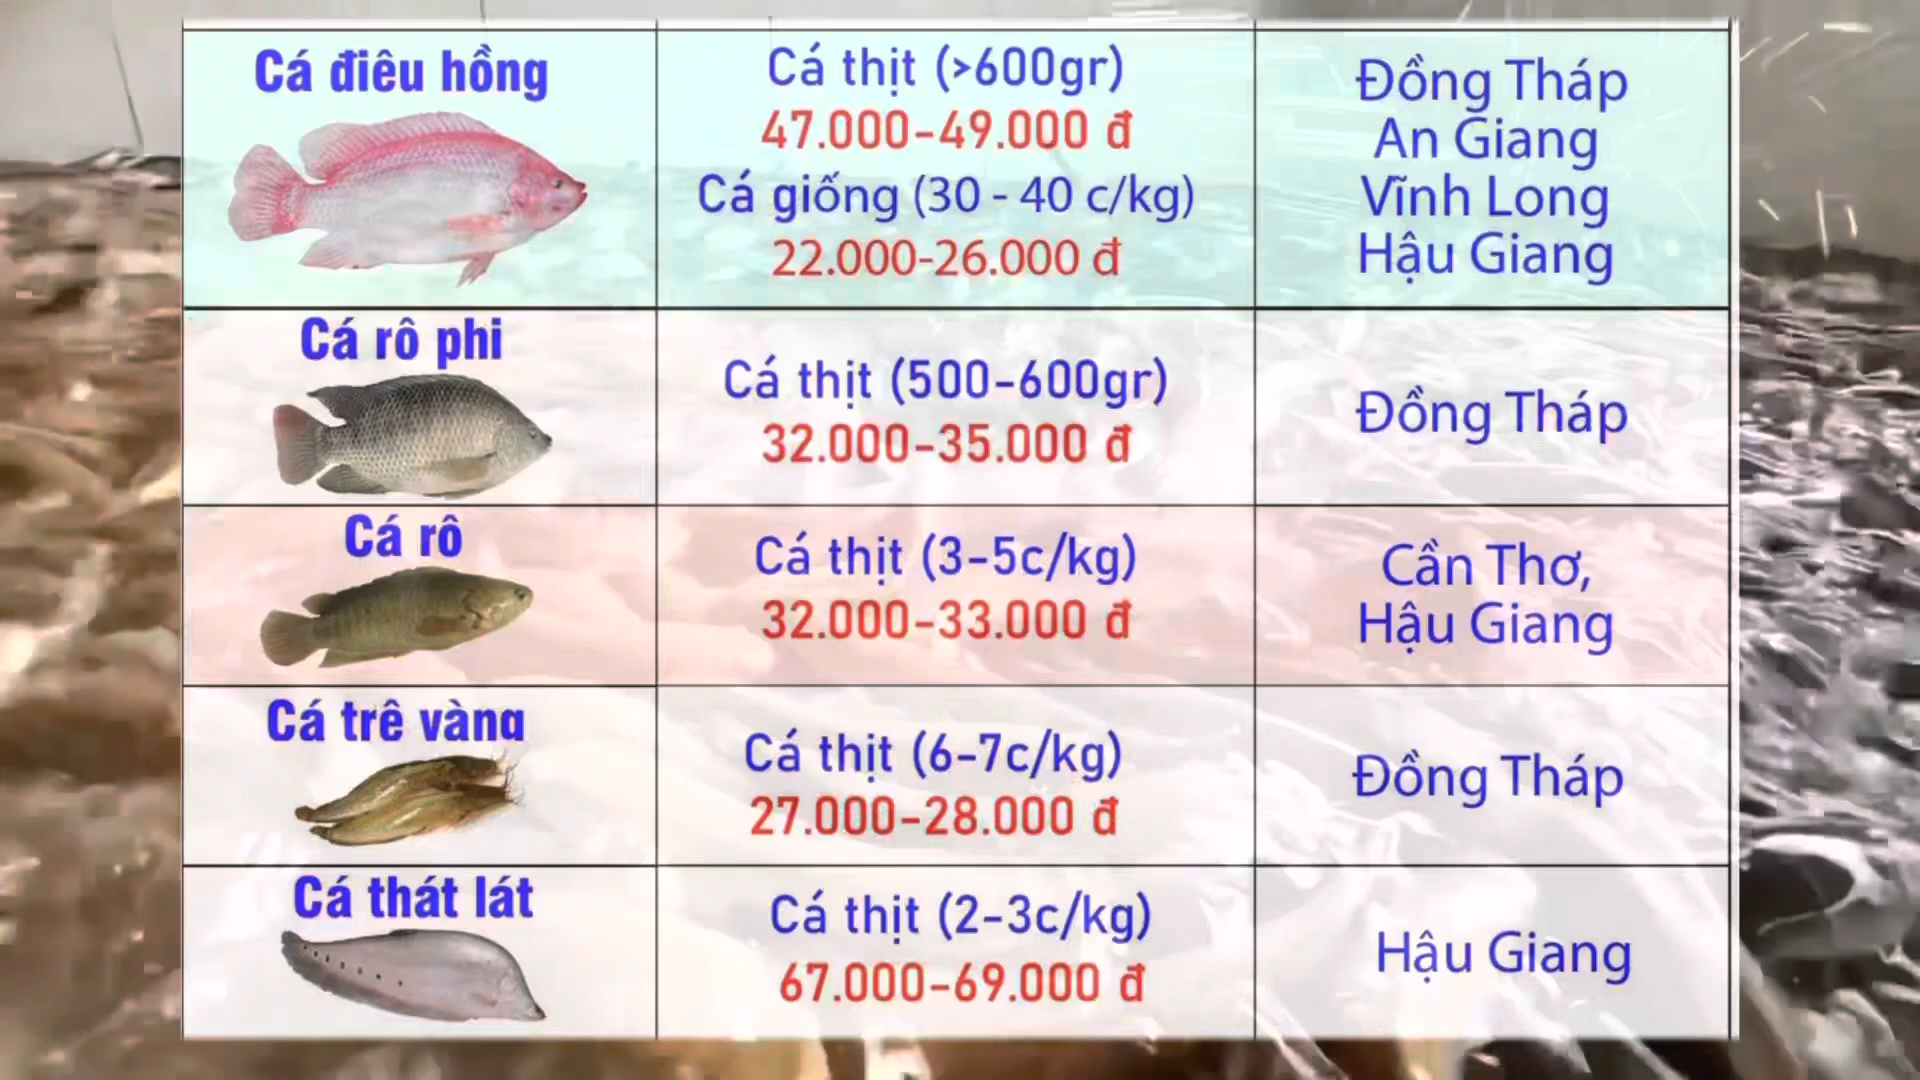 Cá điêu hồng
Cá thịt (>600gr)
47.000-49.000 đ
Cá giống (30 - 40 c/kg)
22.000-26.000 đ
Đồng Tháp
An Giang
Vĩnh Long
Hậu Giang
Cá rô phi
Cá thịt (500-600gr)
32.000-35.000 đ
Đồng Tháp
Cá rô
Cá thịt (3-5c/kg)
32.000-33.000 đ
Cần Thơ,
Hậu Giang
Cá trê vàng
Cá thịt (6-7c/kg)
27.000-28.000 đ
Đồng Tháp
Cá thát lát
Cá thịt (2-3c/kg)
67.000-69.000 đ
Hậu Giang